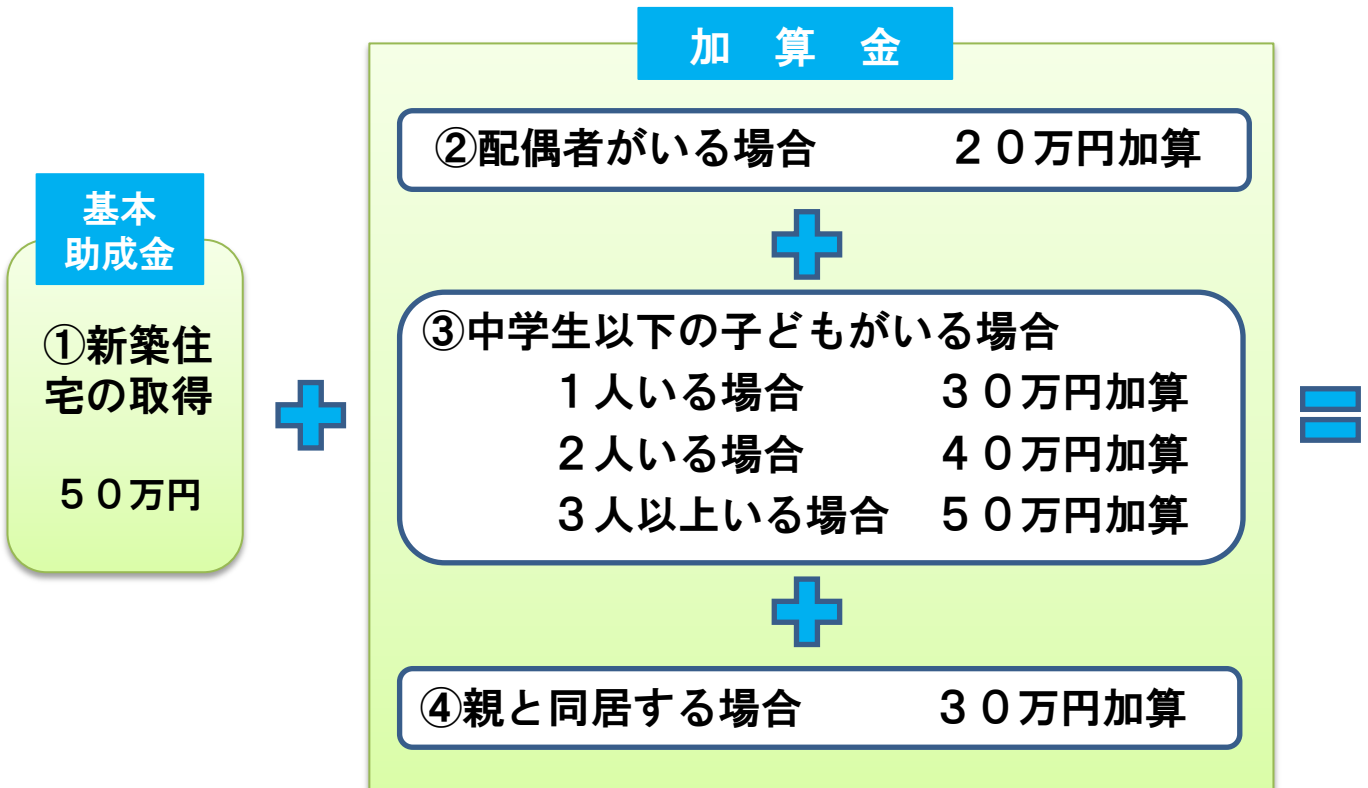 加 算 金
基本
助成金
①新築住
宅の取得
５０万円
②配偶者がいる場合 ２０万円加算
③中学生以下の子どもがいる場合
１人いる場合 ３０万円加算
２人いる場合 ４０万円加算
３人以上いる場合 ５０万円加算
④親と同居する場合 ３０万円加算